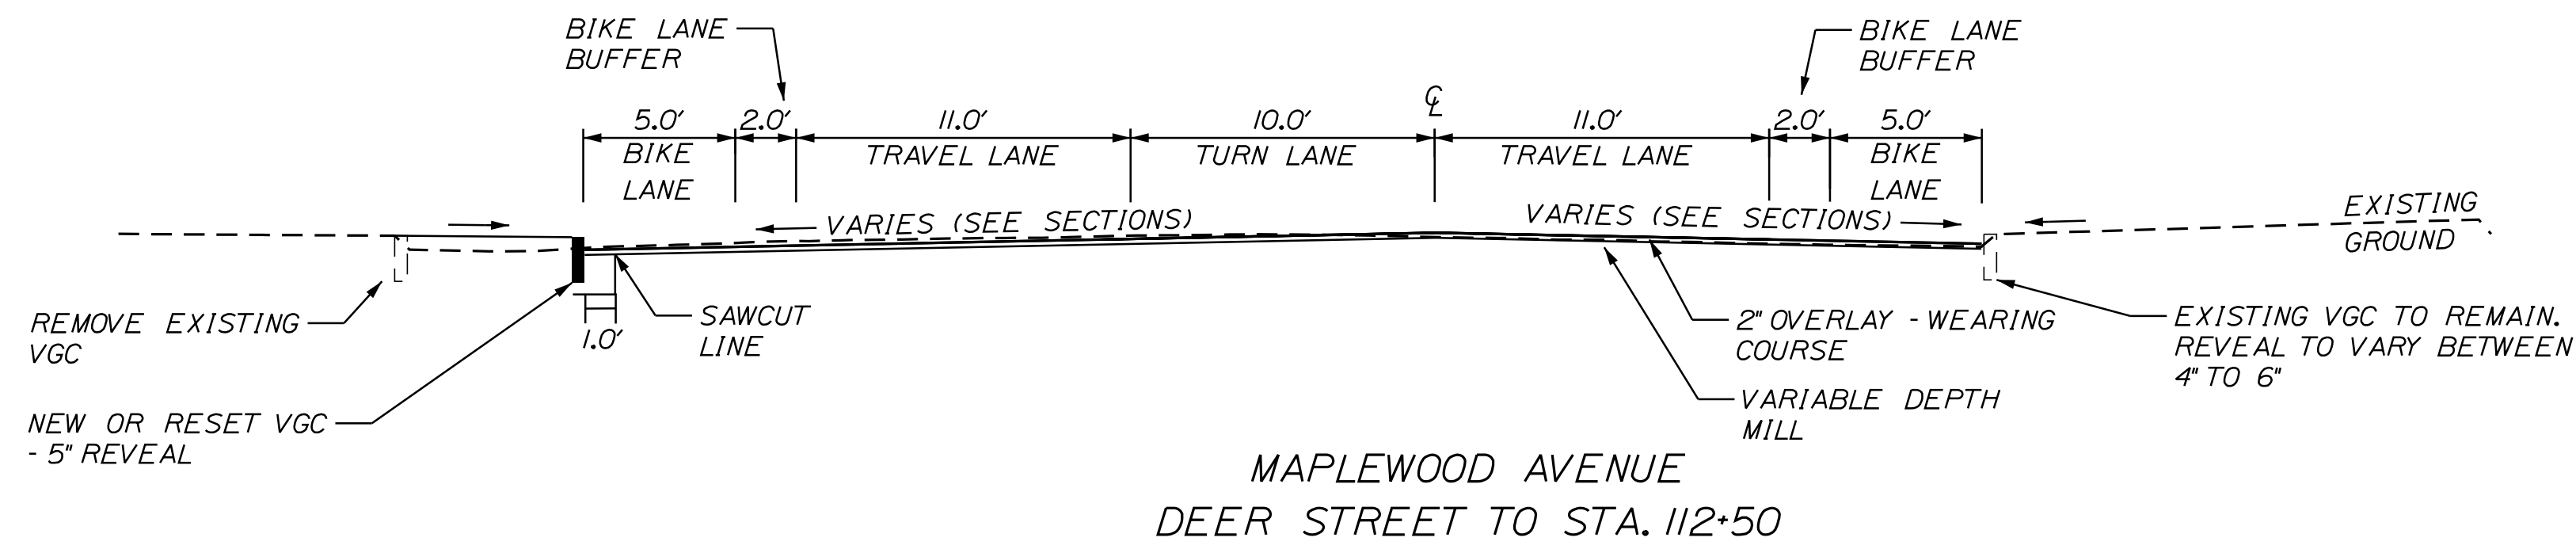 BIKE LANE
BUFFER
BIKE LANE
BUFFER
℄
5.0' 2.0' 11.0' 10.0' 11.0' 2.0' 5.0'
BIKE
LANE
TRAVEL LANE
TURN LANE
TRAVEL LANE
BIKE
LANE
VARIES (SEE SECTIONS)
VARIES (SEE SECTIONS)
EXISTING
GROUND
REMOVE EXISTING
VGC
1.0'
SAWCUT
LINE
2" OVERLAY - WEARING
COURSE
EXISTING VGC TO REMAIN.
REVEAL TO VARY BETWEEN
4" TO 6"
NEW OR RESET VGC
- 5" REVEAL
VARIABLE DEPTH
MILL
MAPLEWOOD AVENUE
DEER STREET TO STA. 112+50